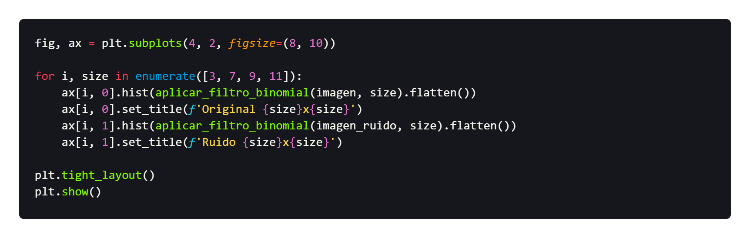 fig, ax = plt.subplots(4, 2, figsize=(8, 10))
for i, size in enumerate([3, 7, 9, 11]):
    ax[i, 0].hist(aplicar_filtro_binomial(imagen, size).flatten())
    ax[i, 0].set_title(f'Original {size}x{size}')
    ax[i, 1].hist(aplicar_filtro_binomial(imagen_ruido, size).flatten())
    ax[i, 1].set_title(f'Ruido {size}x{size}')
plt.tight_layout()
plt.show()